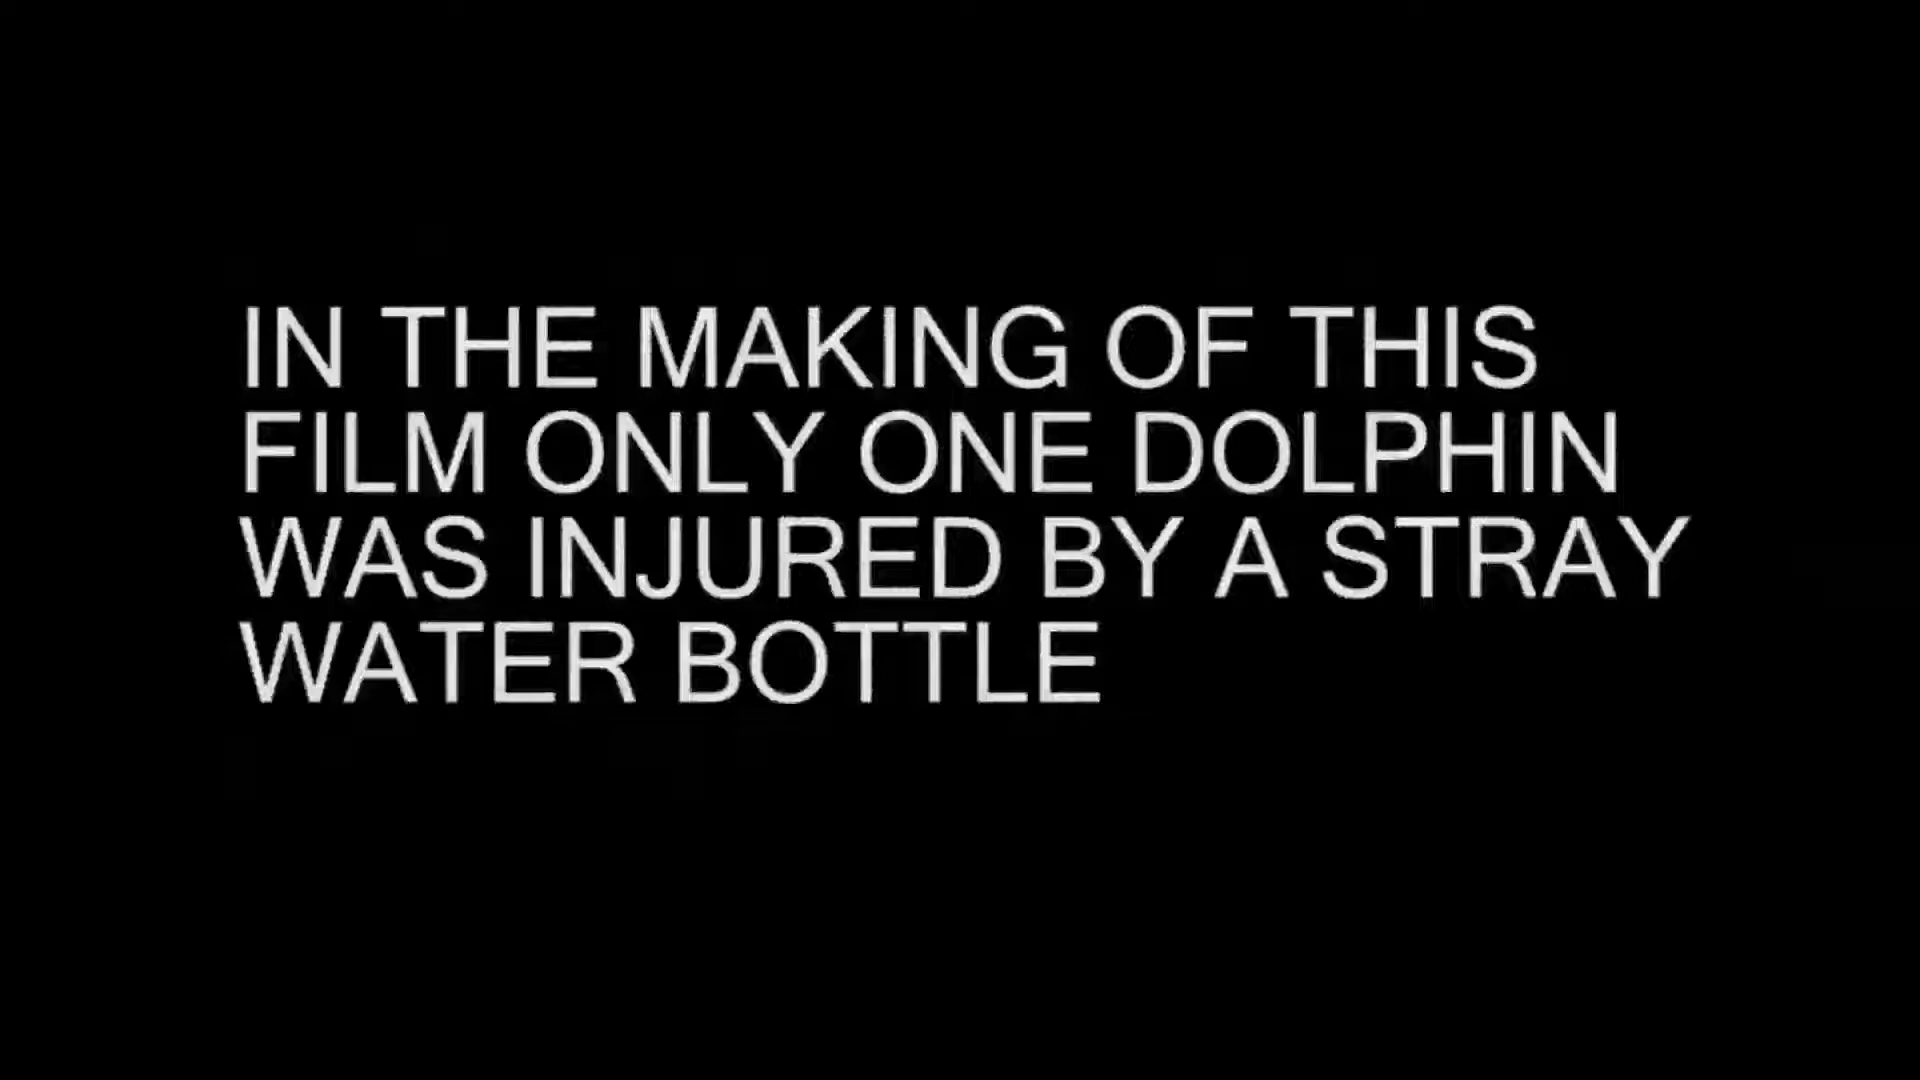 IN THE MAKING OF THIS
FILM ONLY ONE DOLPHIN
WAS INJURED BY A STRAY
WATER BOTTLE